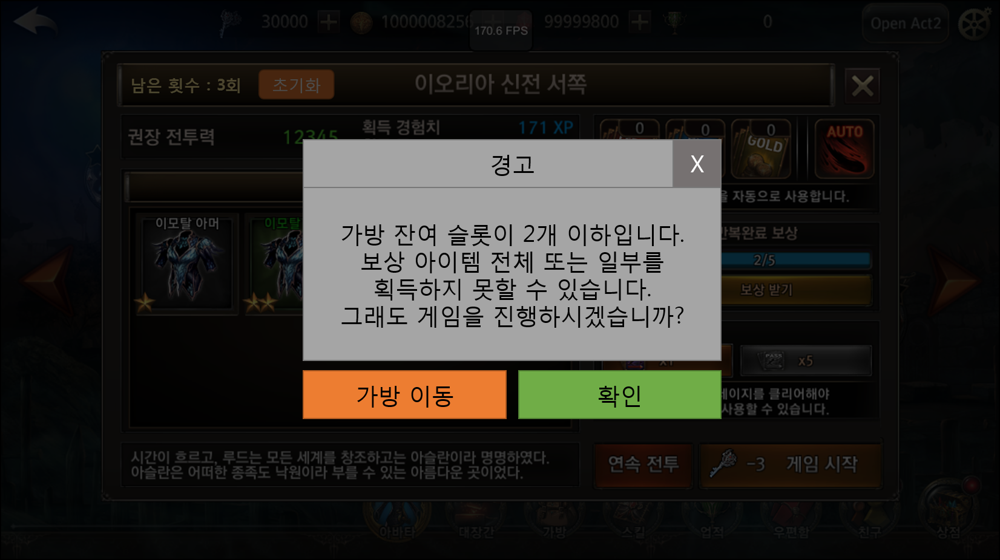 30000
1000008256
170.6 FPS
99999800
0
Open Act2
남은 횟수 : 3회
초기화
이오리아 신전 서쪽
권장 전투력
12345
획득 경험치
171 XP
0
0
0
GOLD
AUTO
자동으로 사용합니다.
경고
X
가방 잔여 슬롯이 2개 이하입니다.
보상 아이템 전체 또는 일부를
획득하지 못할 수 있습니다.
그래도 게임을 진행하시겠습니까?
가방 이동
확인
이모탈 아머
이모탈
반복완료 보상
2/5
보상 받기
x1
PASS
x5
클리어해야
사용할 수 있습니다.
시간이 흐르고, 루드는 모든 세계를 창조하고는 아슬란이라 명명하였다.
아슬란은 어떠한 종족도 낙원이라 부를 수 있는 아름다운 곳이었다.
연속 전투
-3
게임 시작
아바타
대장간
가방
스킬
업적
우편함
친구
상점